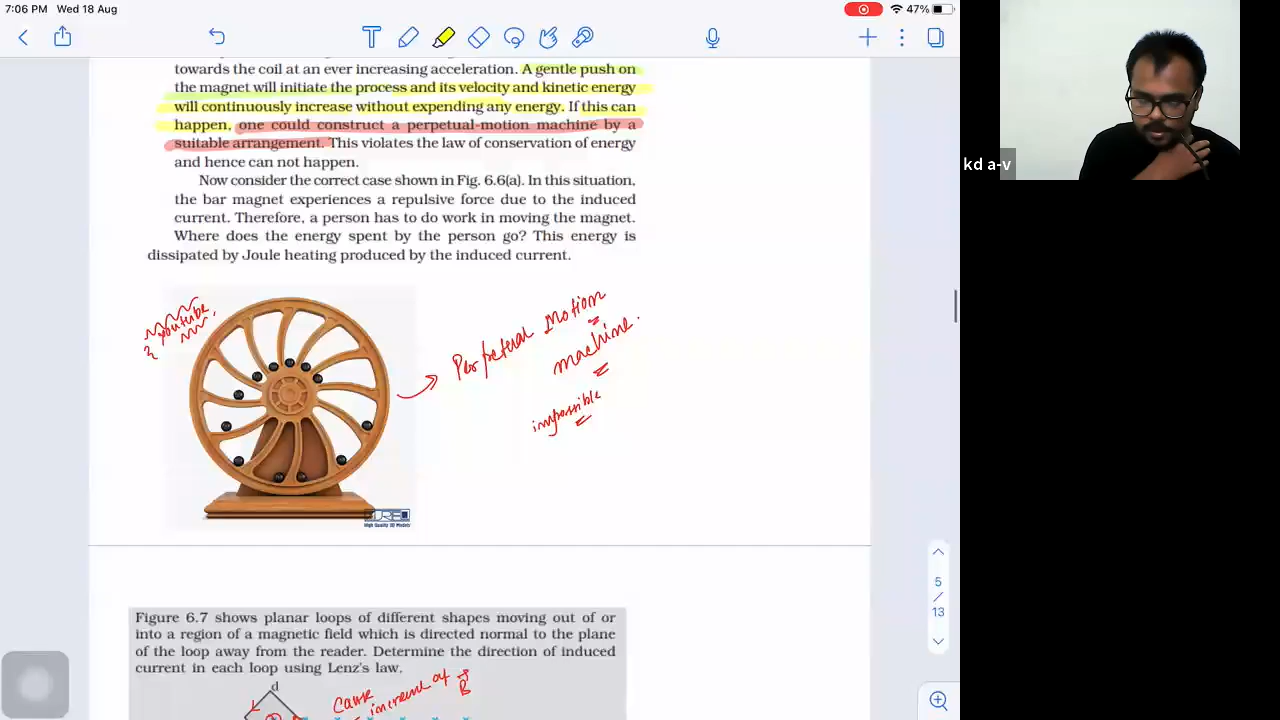 7:06 PM Wed 18 Aug
47%
T
towards the coil at an ever increasing acceleration. A gentle push on
the magnet will initiate the process and its velocity and kinetic energy
will continuously increase without expending any energy. If this can
happen, one could construct a perpetual-motion machine by a
suitable arrangement. This violates the law of conservation of energy
and hence can not happen.
Now consider the correct case shown in Fig. 6.6(a). In this situation,
the bar magnet experiences a repulsive force due to the induced
current. Therefore, a person has to do work in moving the magnet.
Where does the energy spent by the person go? This energy is
dissipated by Joule heating produced by the induced current.
youtube
Perpetual Motion
machine.
impossible
High Quality 3D Models
5
/
13
Figure 6.7 shows planar loops of different shapes moving out of or
into a region of a magnetic field which is directed normal to the plane
of the loop away from the reader. Determine the direction of induced
current in each loop using Lenz's law.
d
Cause
increment of B
kd a-v